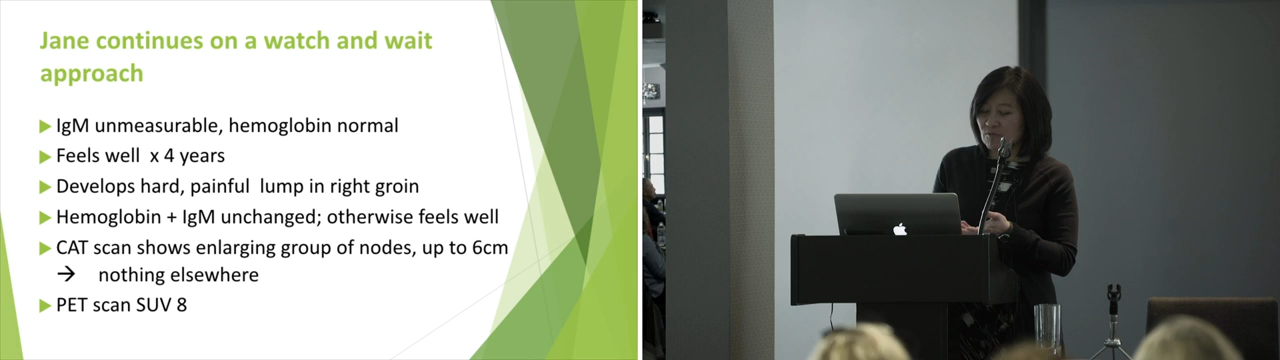 Jane continues on a watch and wait
approach
IgM unmeasurable, hemoglobin normal
Feels well x 4 years
Develops hard, painful lump in right groin
Hemoglobin + IgM unchanged; otherwise feels well
CAT scan shows enlarging group of nodes, up to 6cm
→ nothing elsewhere
PET scan SUV 8